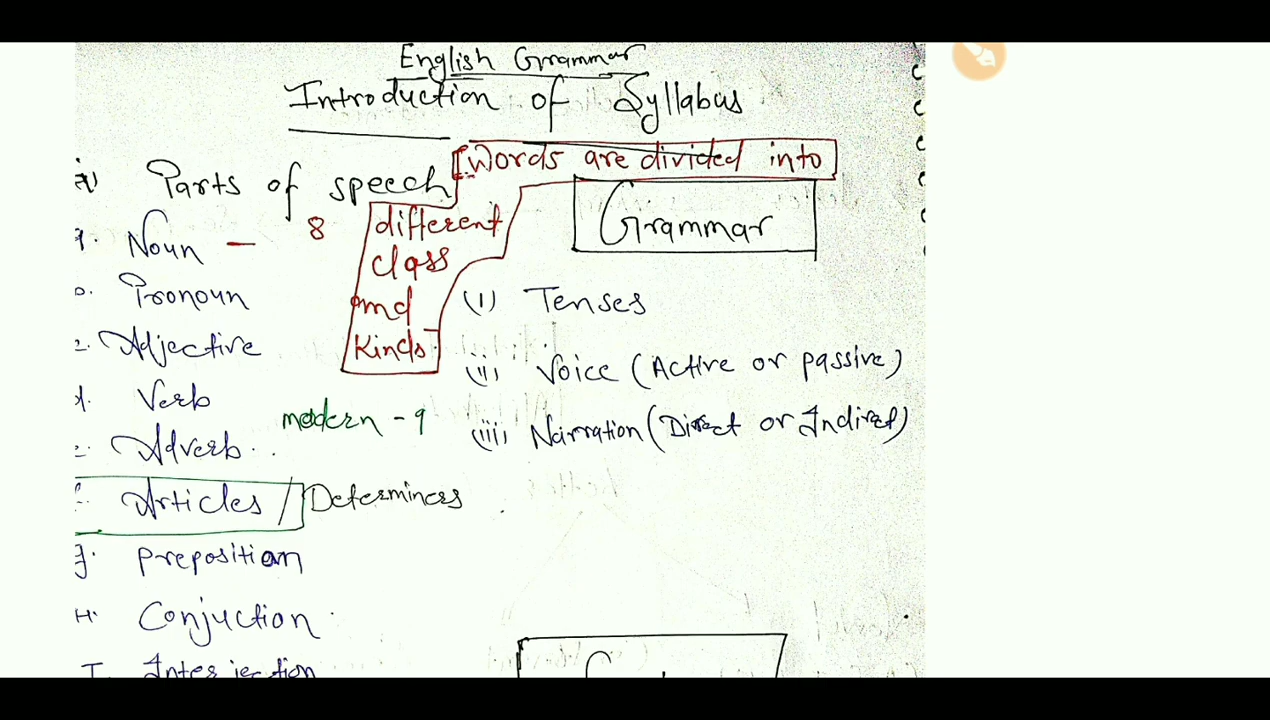 English Grammar
Introduction of Syllabus
Parts of speech [Words are divided into
different
class
and
kinds]
8
Grammar
Noun —
Pronoun
Adjective
Verb
modern - 9
Adverb..
Articles / Determiners
g. preposition
H. Conjuction
I. Interjection
(i) Tenses
(ii) Voice (Active or passive)
(iii) Narration (Direct or Indirect)